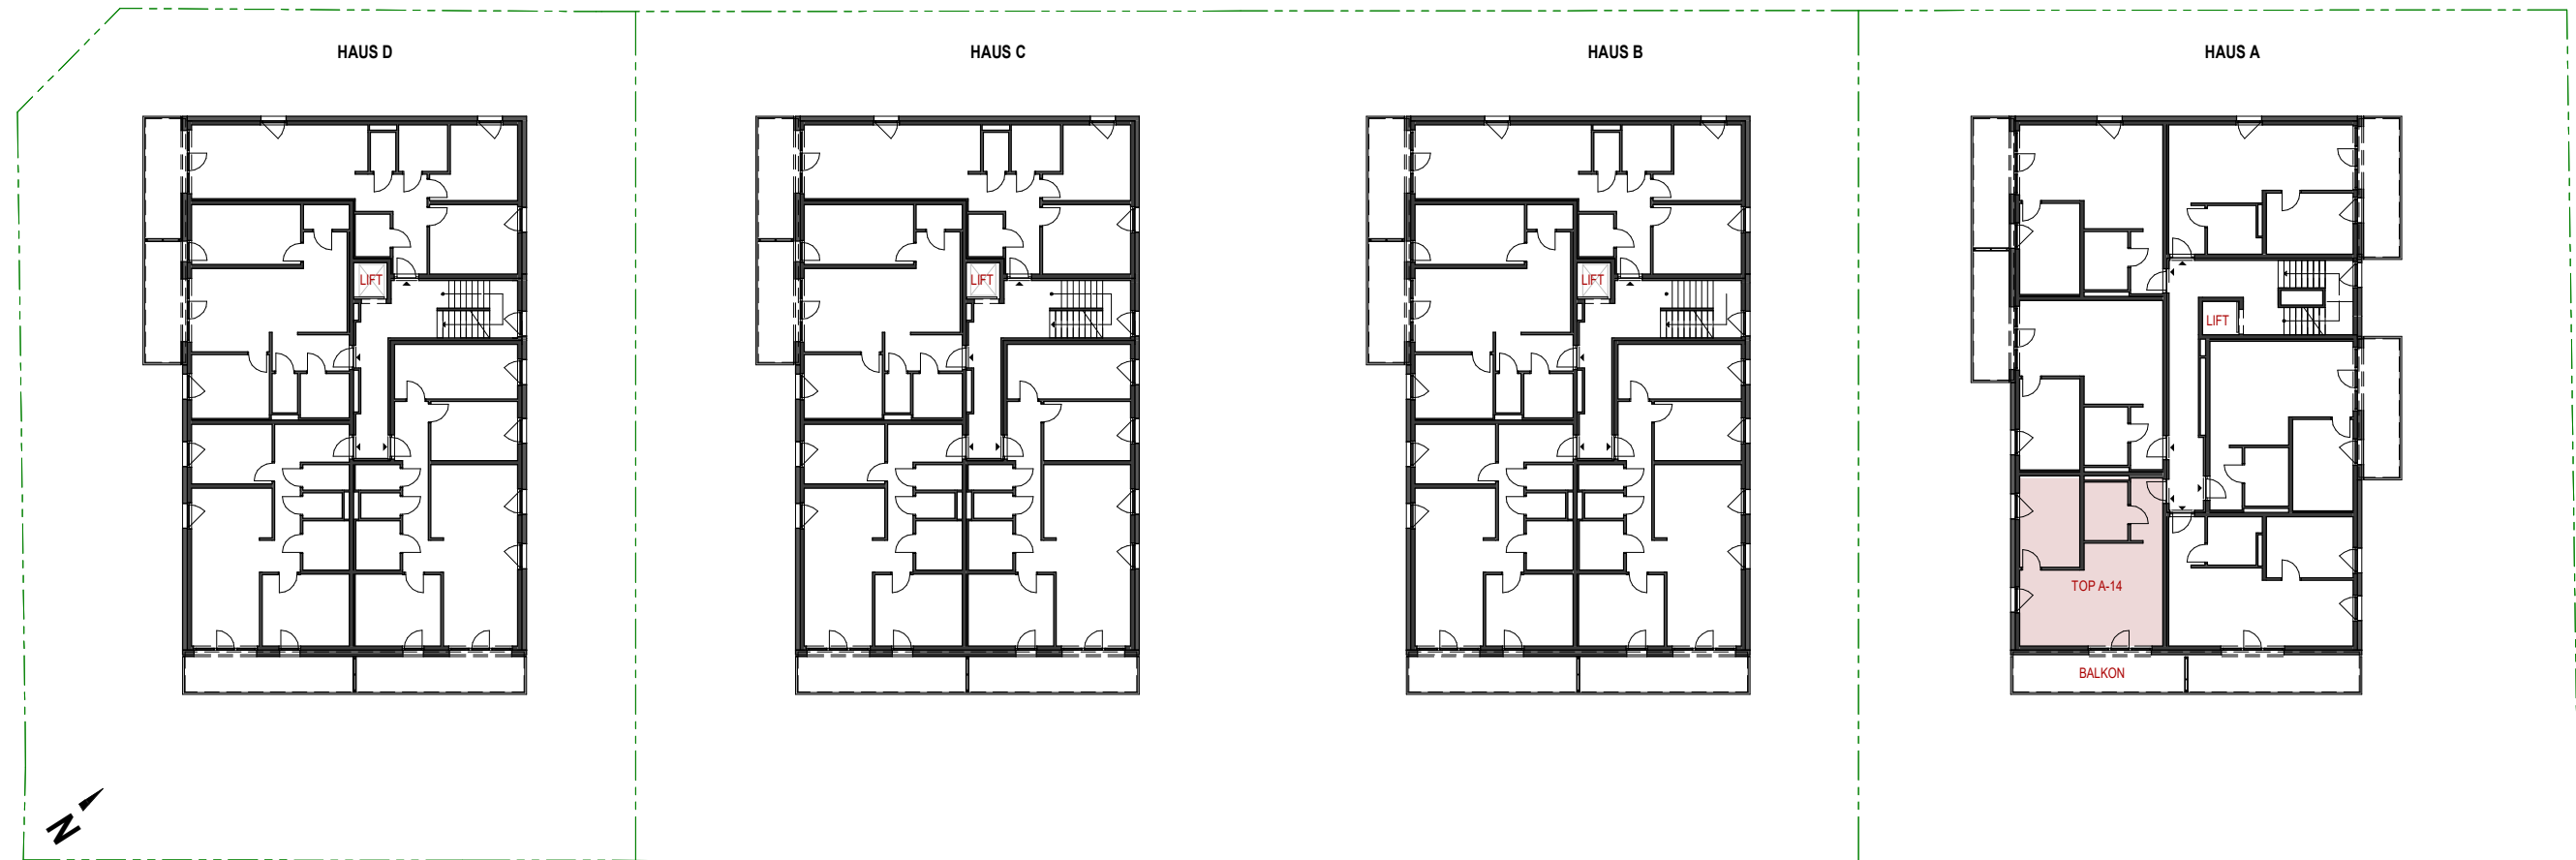 HAUS D
HAUS C
HAUS B
HAUS A
LIFT
LIFT
LIFT
LIFT
TOP A-14
BALKON
N